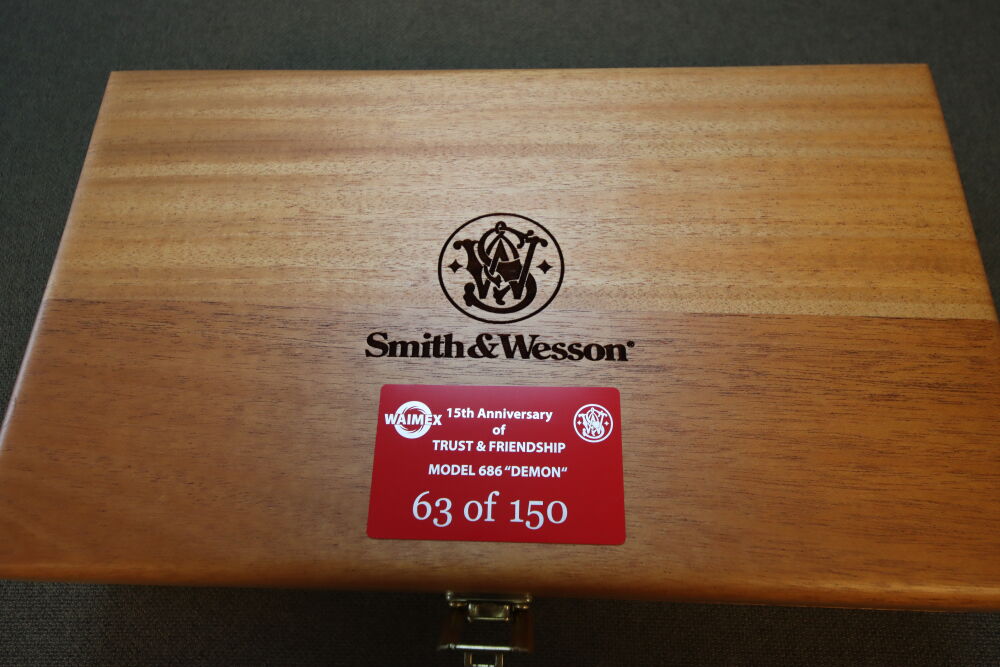 Smith & Wesson®
WAIMEX
15th Anniversary
of
TRUST & FRIENDSHIP
MODEL 686 "DEMON"
63 of 150